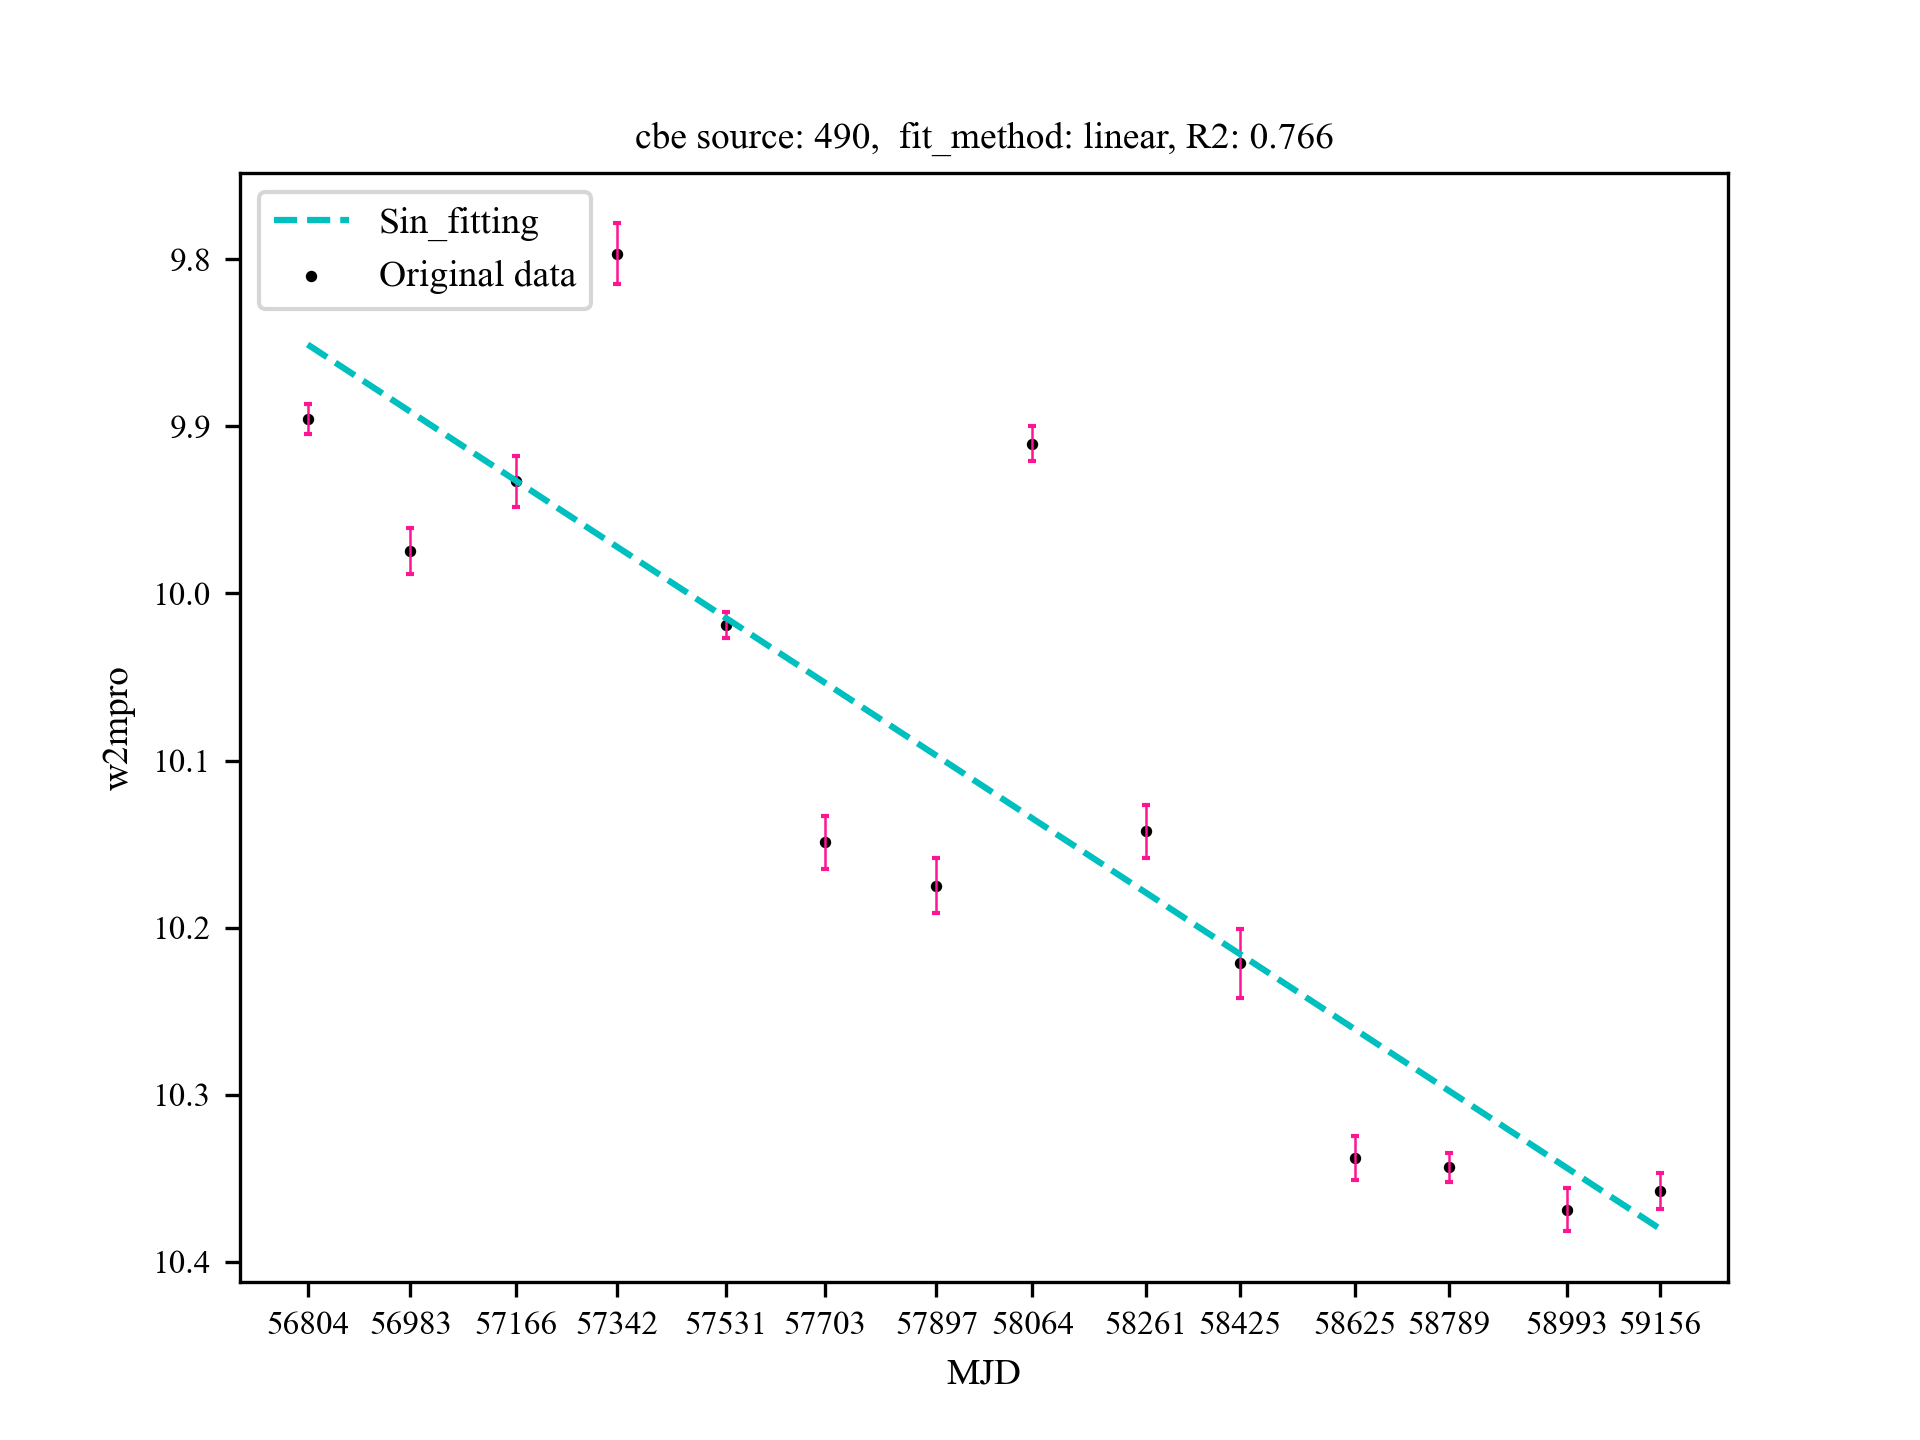 cbe source: 490,  fit_method: linear, R2: 0.766
Sin_fitting
Original data
9.8
9.9
10.0
10.1
10.2
10.3
10.4
w2mpro
56804 56983 57166 57342 57531 57703 57897 58064 58261 58425 58625 58789 58993 59156
MJD